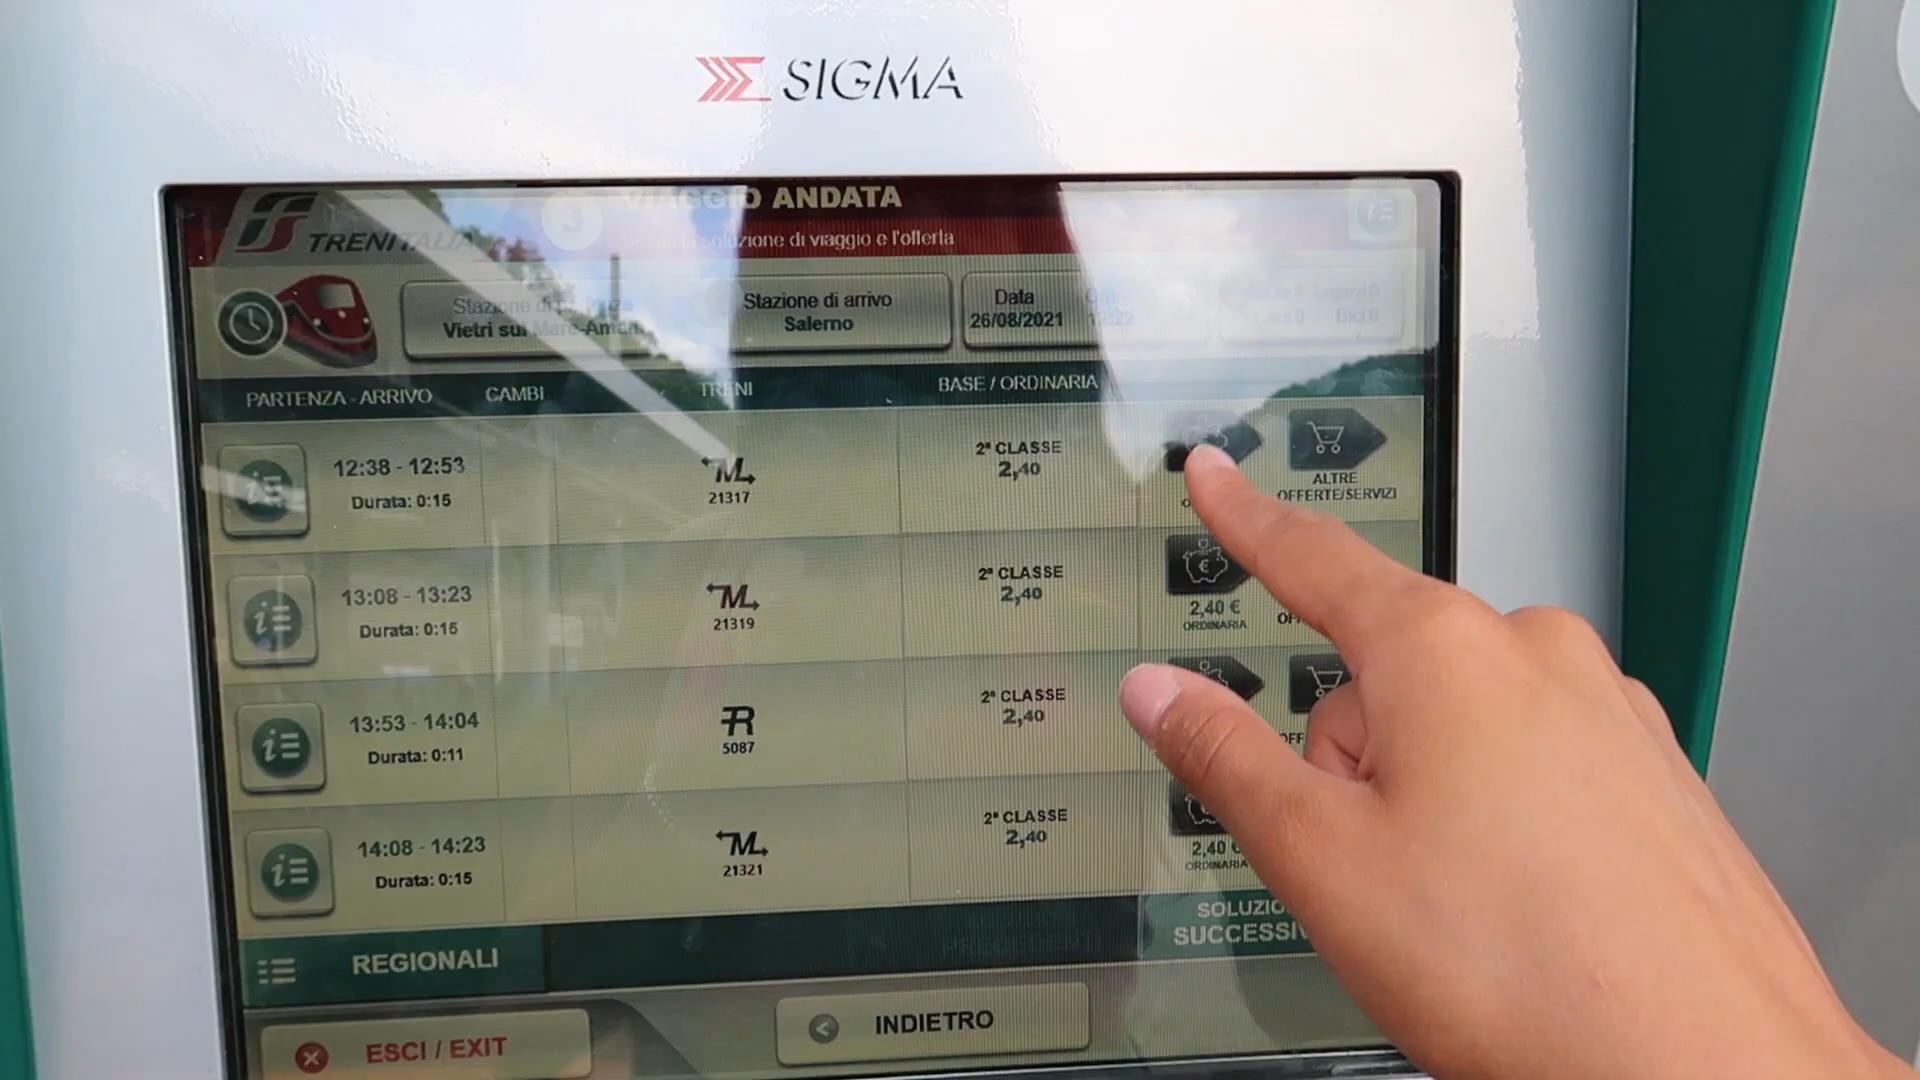 SIGMA
TRENITALIA
VIAGGIO ANDATA
soluzione di viaggio e l'offerta
Stazione di
Vietri sul Mare-Amalfi
Stazione di arrivo
Salerno
Data
26/08/2021
PARTENZA - ARRIVO CAMBI TRENI BASE / ORDINARIA
12:38 - 12:53
Durata: 0:15
M
21317
2ª CLASSE
2,40
ALTRE
OFFERTE/SERVIZI
13:08 - 13:23
Durata: 0:15
M
21319
2ª CLASSE
2,40
2,40 €
ORDINARIA
13:53 - 14:04
Durata: 0:11
R
5087
2ª CLASSE
2,40
14:08 - 14:23
Durata: 0:15
M
21321
2ª CLASSE
2,40
2,40 €
ORDINARIA
REGIONALI
PRECEDENTI
SOLUZIO
SUCCESSIV
ESCI / EXIT
INDIETRO